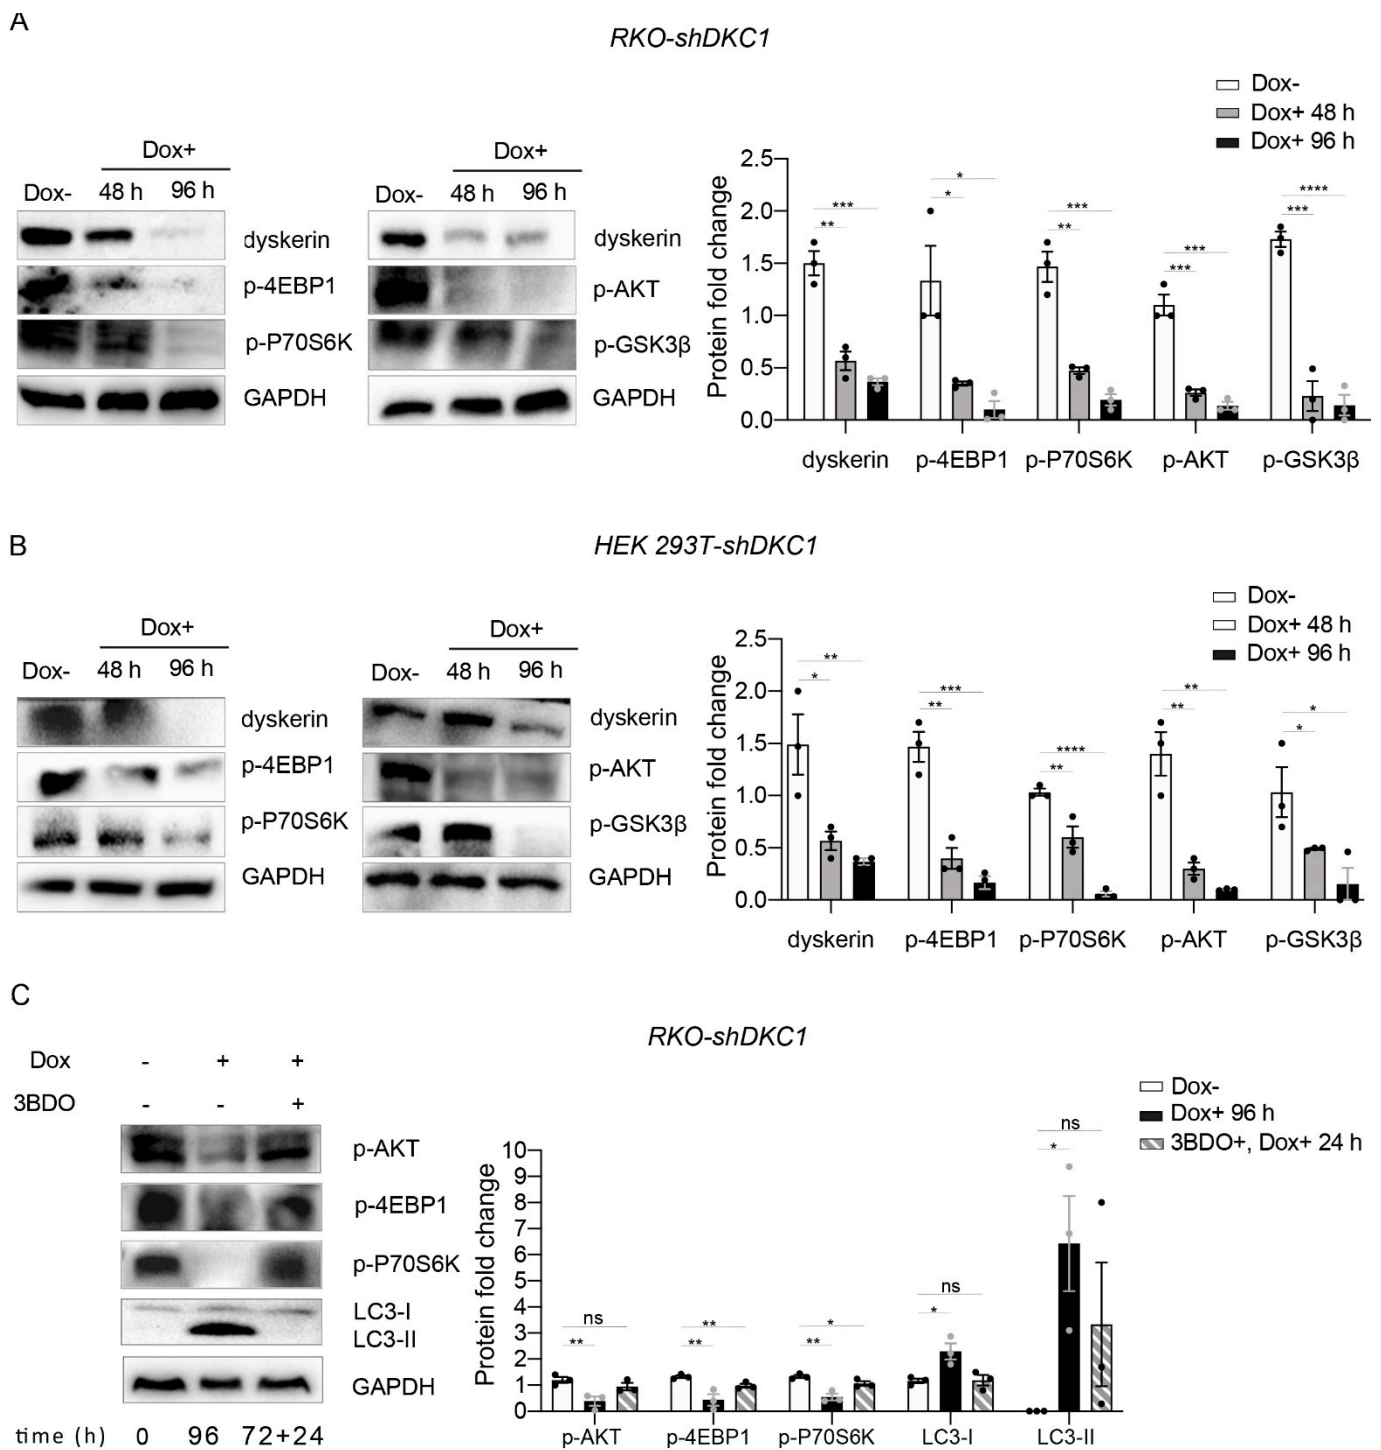 A
RKO-shDKC1
Dox-
Dox+ 48 h
Dox+ 96 h
Dox+
Dox- 48 h 96 h
dyskerin
p-4EBP1
p-P70S6K
GAPDH
Dox+
Dox- 48 h 96 h
dyskerin
p-AKT
p-GSK3β
GAPDH
Protein fold change
2.5
2.0
1.5
1.0
0.5
0.0
*** ** * * *** ** *** *** **** ***
dyskerin p-4EBP1 p-P70S6K p-AKT p-GSK3β
B
HEK 293T-shDKC1
Dox-
Dox+ 48 h
Dox+ 96 h
Dox+
Dox- 48 h 96 h
dyskerin
p-4EBP1
p-P70S6K
GAPDH
Dox+
Dox- 48 h 96 h
dyskerin
p-AKT
p-GSK3β
GAPDH
Protein fold change
2.5
2.0
1.5
1.0
0.5
0.0
** * *** ** **** ** ** ** * *
dyskerin p-4EBP1 p-P70S6K p-AKT p-GSK3β
C
RKO-shDKC1
Dox - + +
3BDO - - +
p-AKT
p-4EBP1
p-P70S6K
LC3-I
LC3-II
GAPDH
time (h) 0 96 72+24
Dox-
Dox+ 96 h
3BDO+, Dox+ 24 h
Protein fold change
10
9
8
7
6
5
4
3
2
1
0
ns ** ** ** * ** ns * ns *
p-AKT p-4EBP1 p-P70S6K LC3-I LC3-II